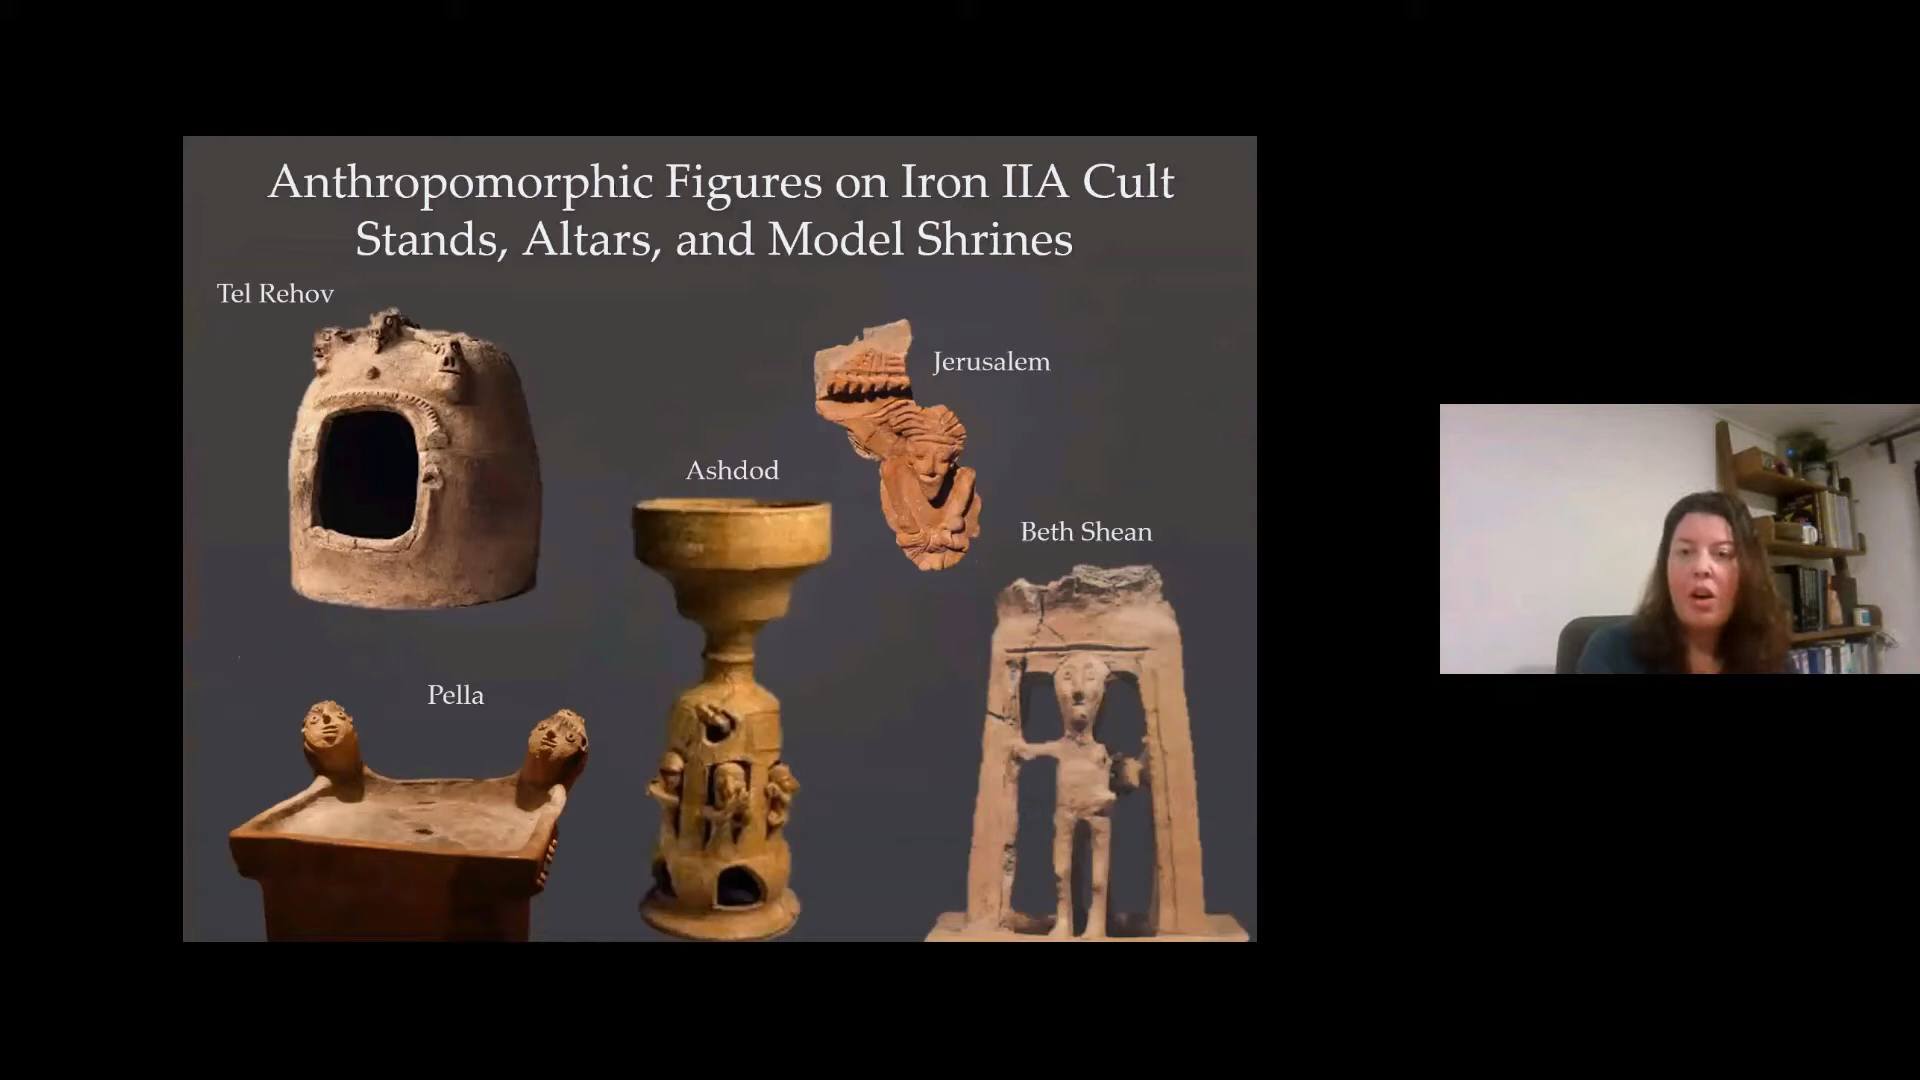 Anthropomorphic Figures on Iron IIA Cult
Stands, Altars, and Model Shrines
Tel Rehov
Jerusalem
Ashdod
Beth Shean
Pella